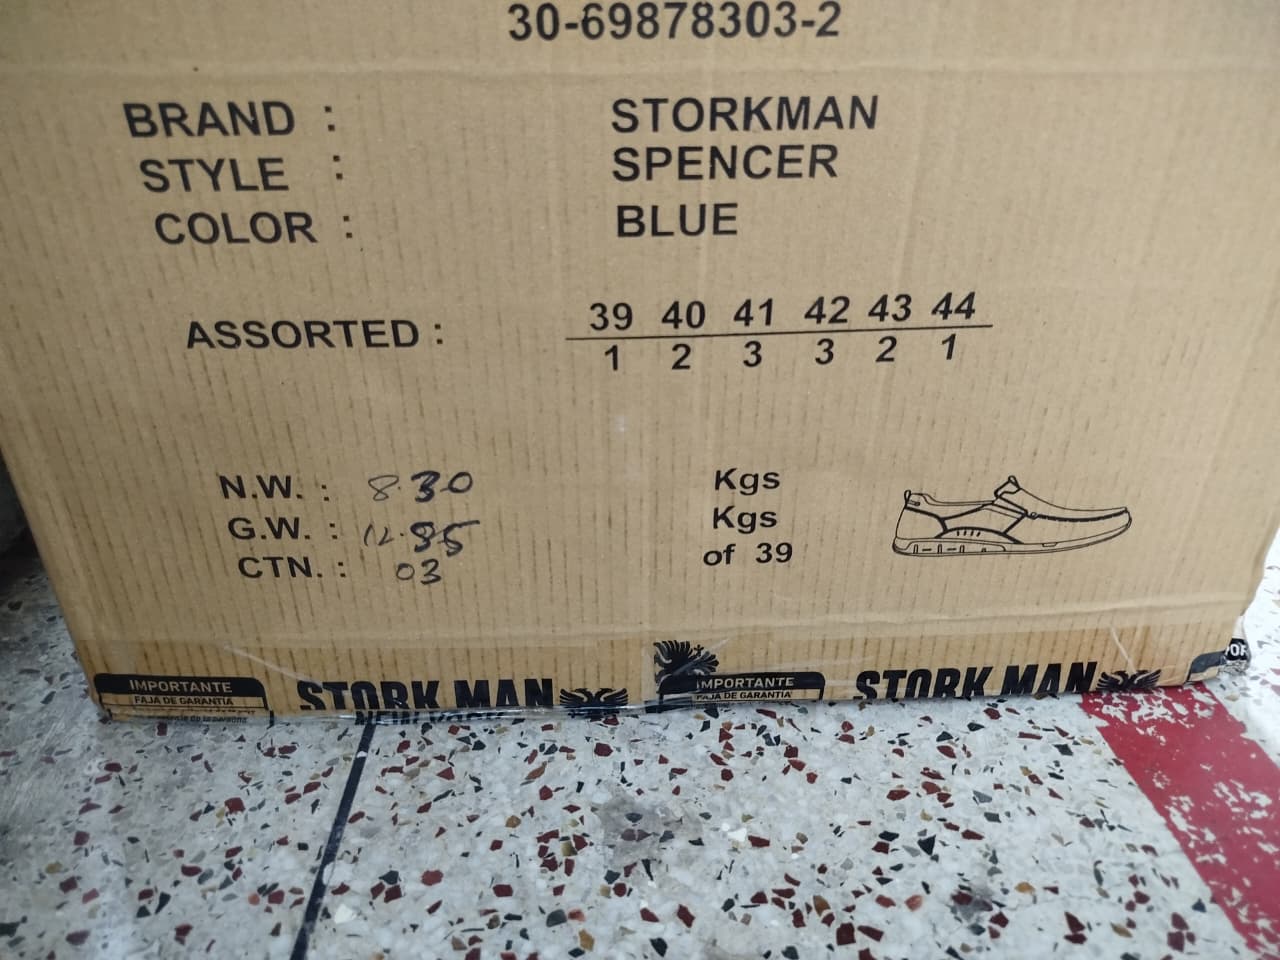 30-69878303-2
BRAND : STORKMAN
STYLE : SPENCER
COLOR : BLUE
ASSORTED : 39 40 41 42 43 44
1 2 3 3 2 1
N.W. : 8.30 Kgs
G.W. : 12.85 Kgs
CTN. : 03 of 39
IMPORTANTE
FAJA DE GARANTIA
STORK MAN
IMPORTANTE
FAJA DE GARANTIA
STORK MAN